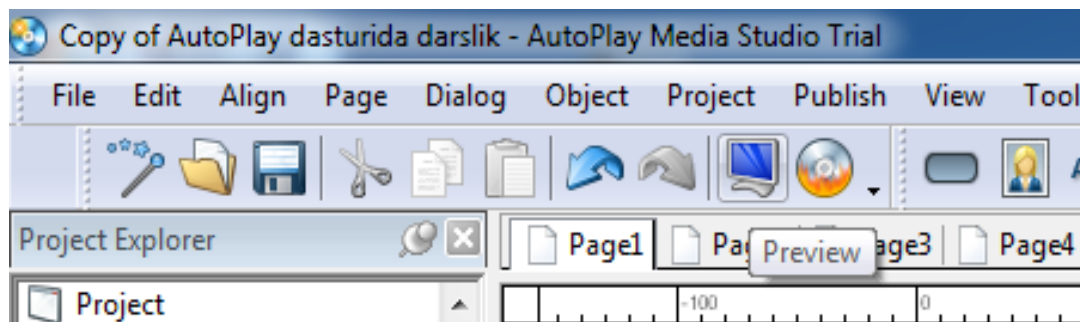 Copy of AutoPlay dasturida darslik - AutoPlay Media Studio Trial
File Edit Align Page Dialog Object Project Publish View Tool
Project Explorer
Page1 Preview Page4
Project
-100 0